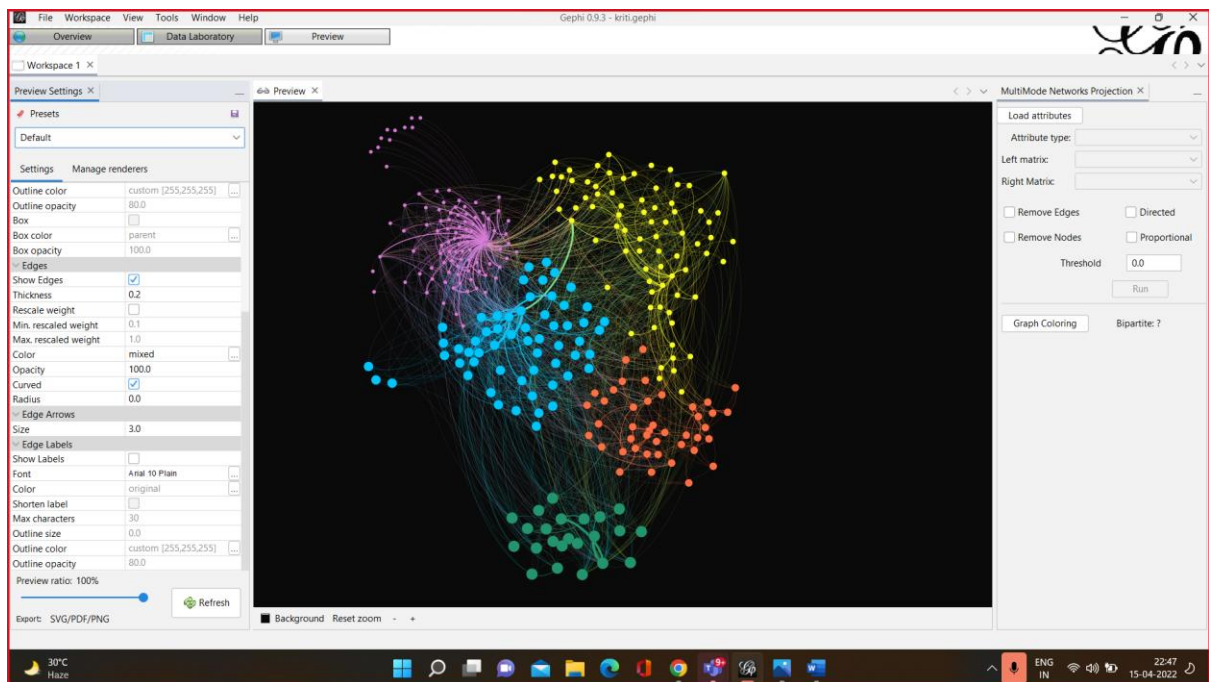 File Workspace View Tools Window Help
Gephi 0.9.3 - kriti.gephi
Overview Data Laboratory Preview
Workspace 1
Preview Settings
Presets
Default
Settings Manage renderers
Outline color custom [255,255,255] ...
Outline opacity 80.0
Box
Box color parent ...
Box opacity 100.0
Edges
Show Edges
Thickness 0.2
Rescale weight
Min. rescaled weight 0.1
Max. rescaled weight 1.0
Color mixed ...
Opacity 100.0
Curved
Radius 0.0
Edge Arrows
Size 3.0
Edge Labels
Show Labels
Font Arial 10 Plain ...
Color original ...
Shorten label
Max characters 30
Outline size 0.0
Outline color custom [255,255,255] ...
Outline opacity 80.0
Preview ratio: 100%
Refresh
Export: SVG/PDF/PNG
Preview
Background Reset zoom - +
MultiMode Networks Projection
Load attributes
Attribute type:
Left matrix:
Right Matrix:
Remove Edges Directed
Remove Nodes Proportional
Threshold 0.0
Run
Graph Coloring Bipartite: ?
30°C
Haze
9+
ENG
IN
22:47
15-04-2022